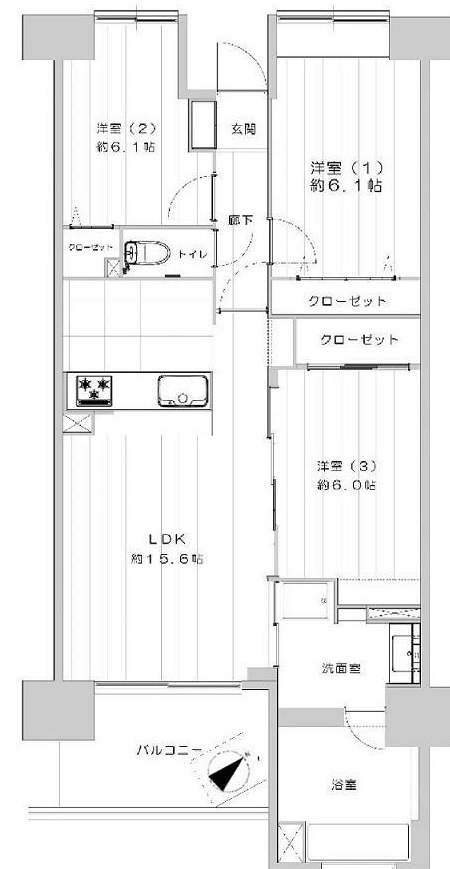 洋室（2）
約6.1帖
玄関
洋室（1）
約6.1帖
廊下
クローゼット
トイレ
クローゼット
クローゼット
洋室（3）
約6.0帖
LDK
約15.6帖
洗面室
バルコニー
浴室